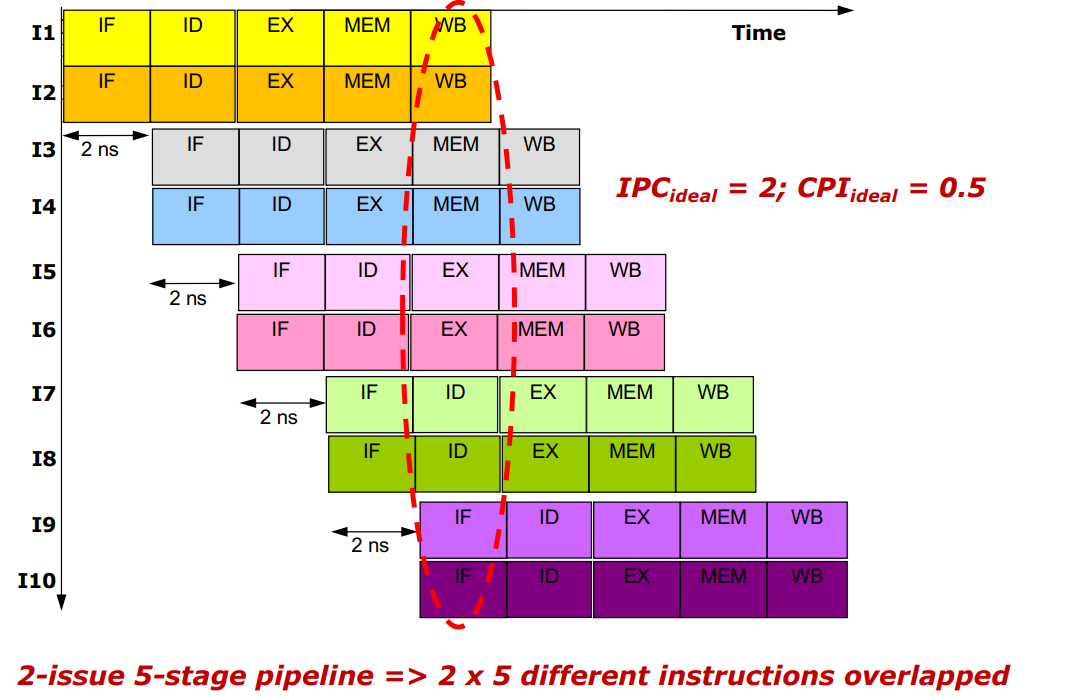 I1 IF ID EX MEM WB
Time
I2 IF ID EX MEM WB
2 ns
I3 IF ID EX MEM WB
IPCideal = 2; CPIideal = 0.5
I4 IF ID EX MEM WB
I5 IF ID EX MEM WB
2 ns
I6 IF ID EX MEM WB
I7 IF ID EX MEM WB
2 ns
I8 IF ID EX MEM WB
I9 IF ID EX MEM WB
2 ns
I10 IF ID EX MEM WB
2-issue 5-stage pipeline => 2 x 5 different instructions overlapped